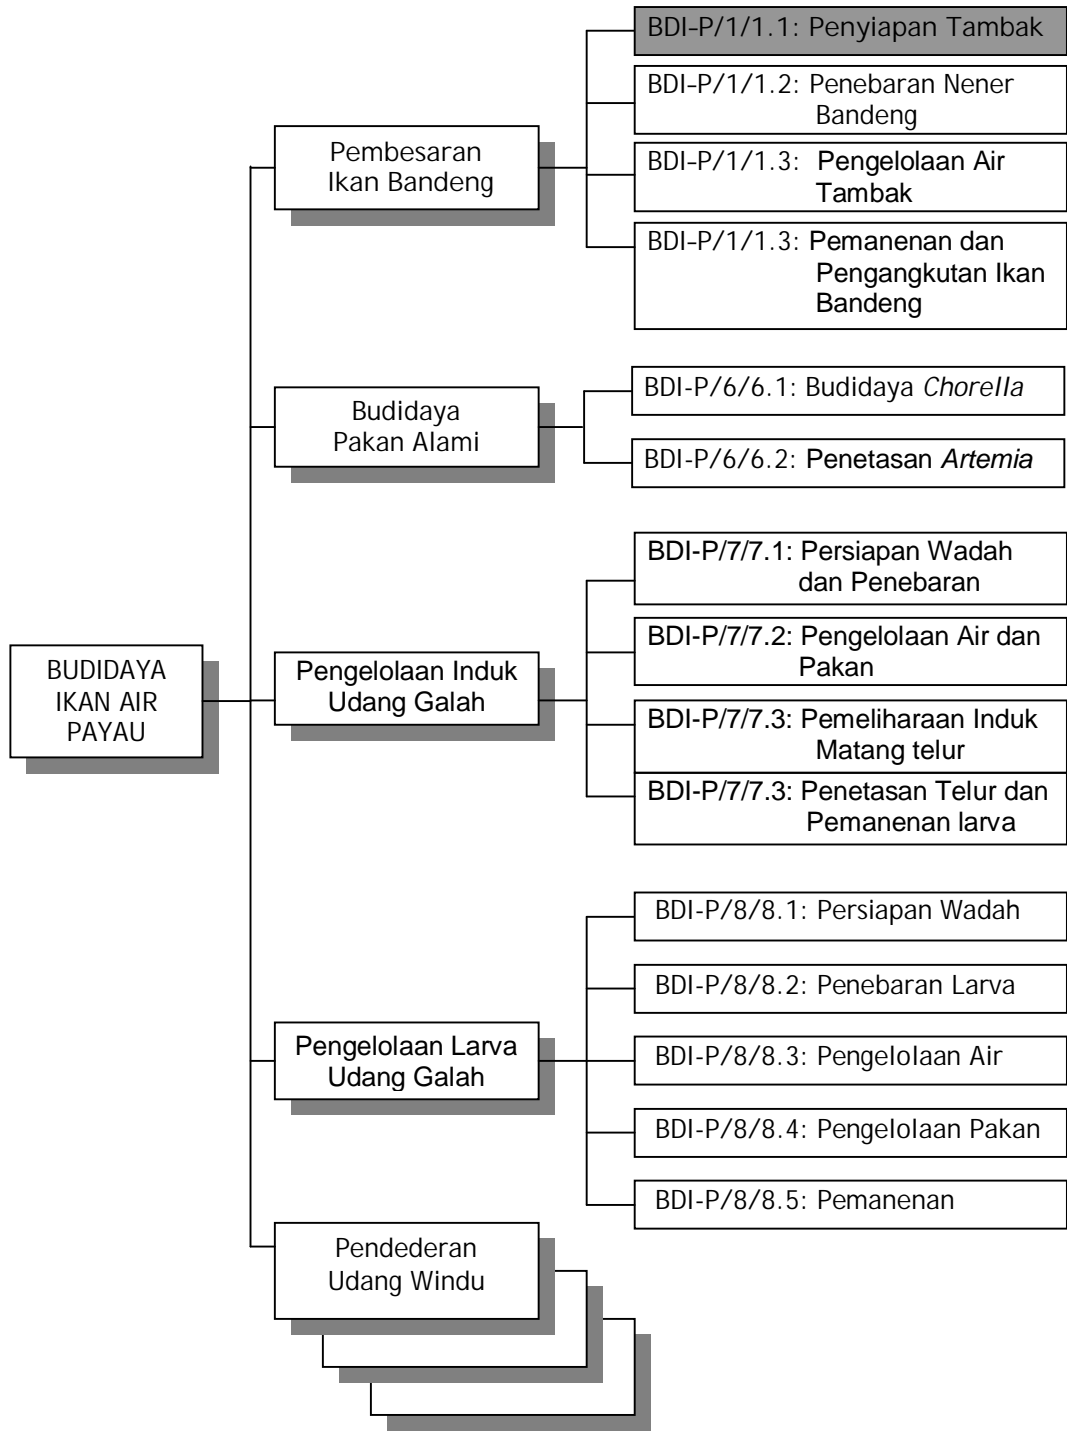 BDI-P/1/1.1: Penyiapan Tambak
BDI-P/1/1.2: Penebaran Nener
Bandeng
Pembesaran
Ikan Bandeng
BDI-P/1/1.3: Pengelolaan Air
Tambak
BDI-P/1/1.3: Pemanenan dan
Pengangkutan Ikan
Bandeng
Budidaya
Pakan Alami
BDI-P/6/6.1: Budidaya Chorella
BDI-P/6/6.2: Penetasan Artemia
BUDIDAYA
IKAN AIR
PAYAU
Pengelolaan Induk
Udang Galah
BDI-P/7/7.1: Persiapan Wadah
dan Penebaran
BDI-P/7/7.2: Pengelolaan Air dan
Pakan
BDI-P/7/7.3: Pemeliharaan Induk
Matang telur
BDI-P/7/7.3: Penetasan Telur dan
Pemanenan larva
Pengelolaan Larva
Udang Galah
BDI-P/8/8.1: Persiapan Wadah
BDI-P/8/8.2: Penebaran Larva
BDI-P/8/8.3: Pengelolaan Air
BDI-P/8/8.4: Pengelolaan Pakan
BDI-P/8/8.5: Pemanenan
Pendederan
Udang Windu